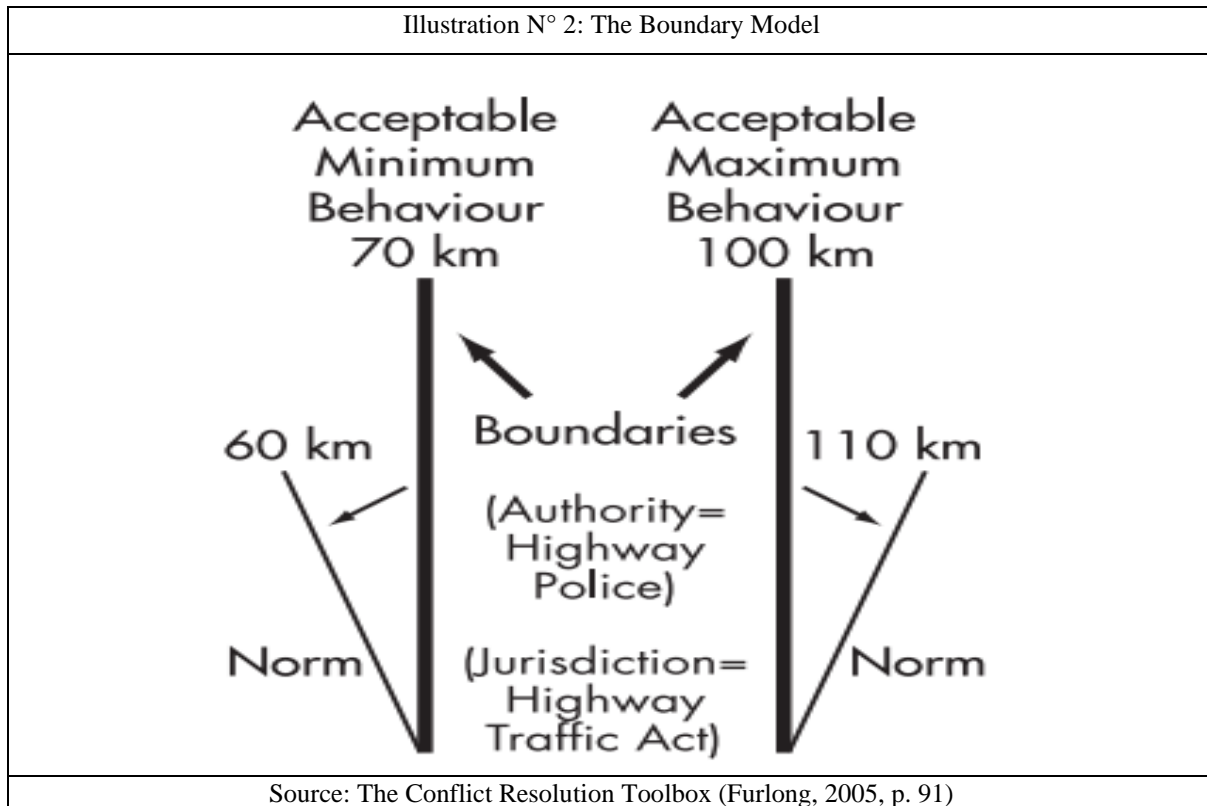 Illustration N° 2: The Boundary Model
Acceptable
Minimum
Behaviour
70 km
Acceptable
Maximum
Behaviour
100 km
Boundaries
60 km
110 km
(Authority=
Highway
Police)
Norm
(Jurisdiction=
Highway
Traffic Act)
Norm
Source: The Conflict Resolution Toolbox (Furlong, 2005, p. 91)